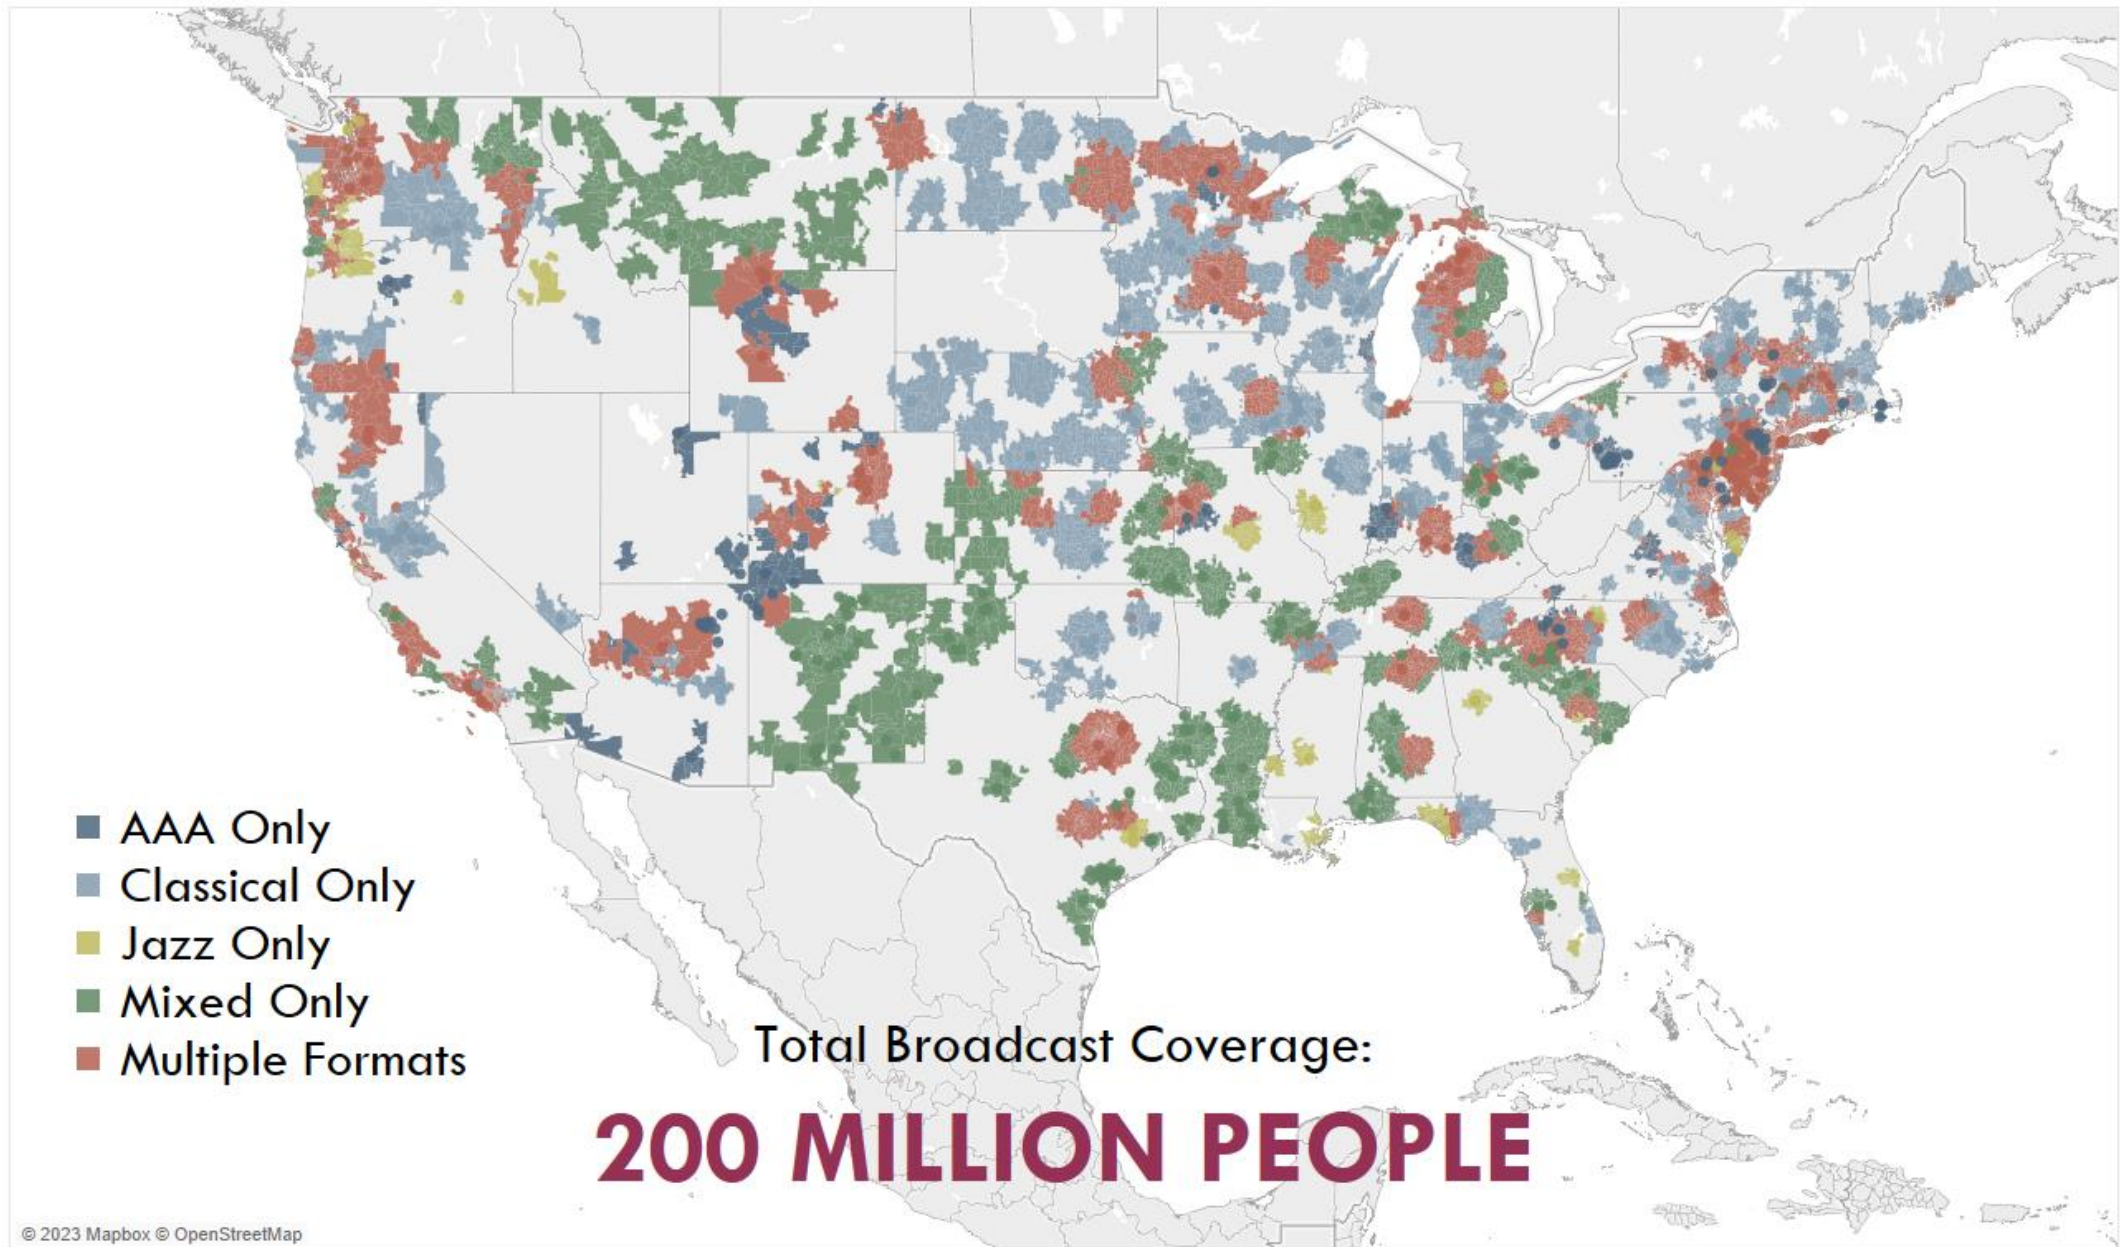 AAA Only
Classical Only
Jazz Only
Mixed Only
Multiple Formats
Total Broadcast Coverage:
200 MILLION PEOPLE
© 2023 Mapbox © OpenStreetMap